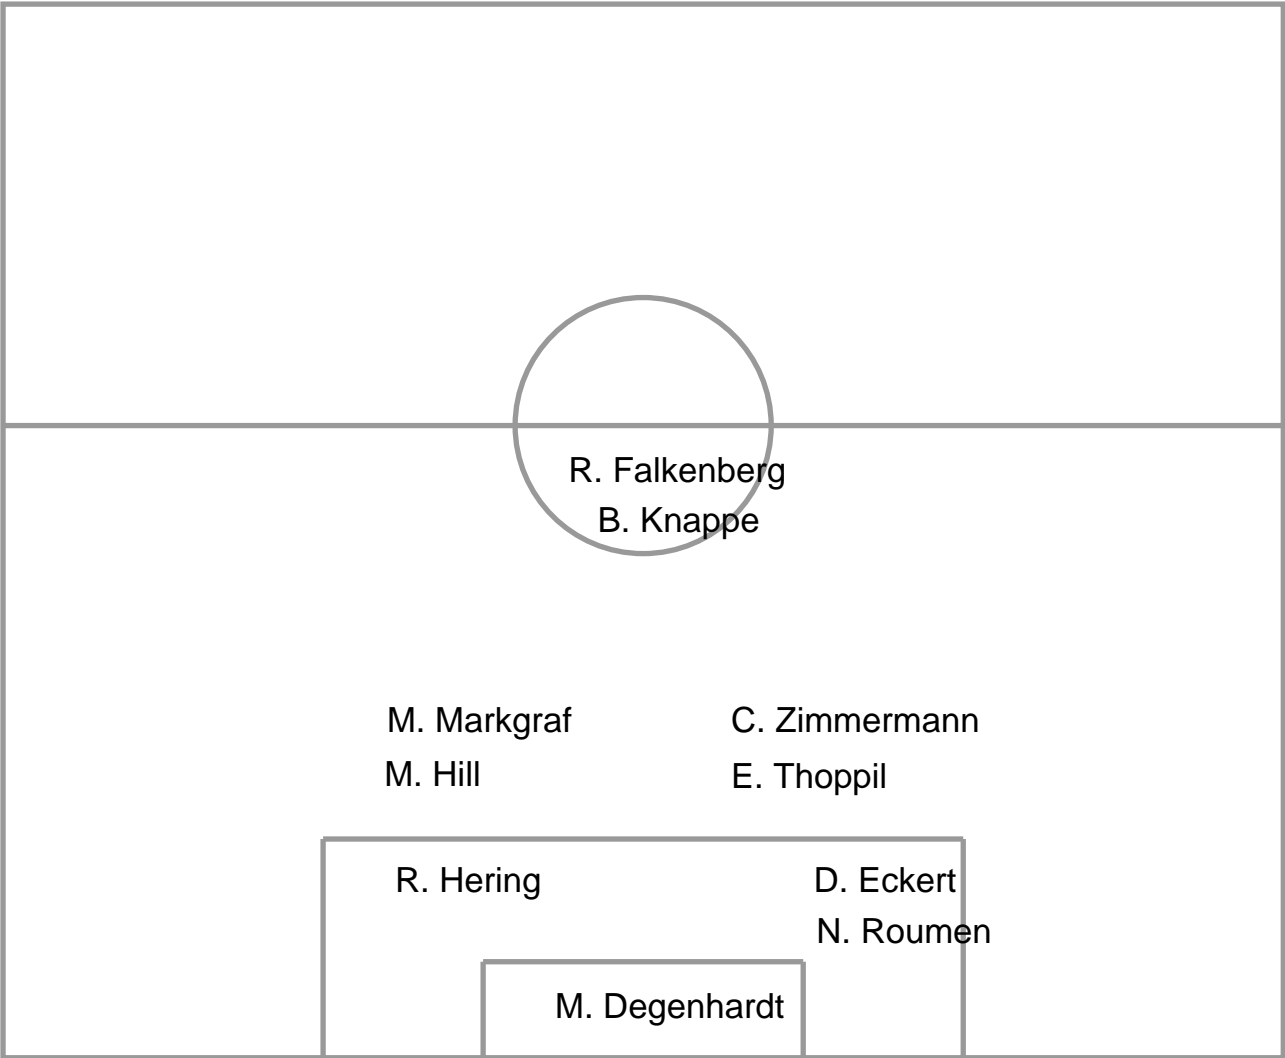 R. Falkenberg
B. Knappe
M. Markgraf
C. Zimmermann
M. Hill
E. Thoppil
R. Hering
D. Eckert
N. Roumen
M. Degenhardt